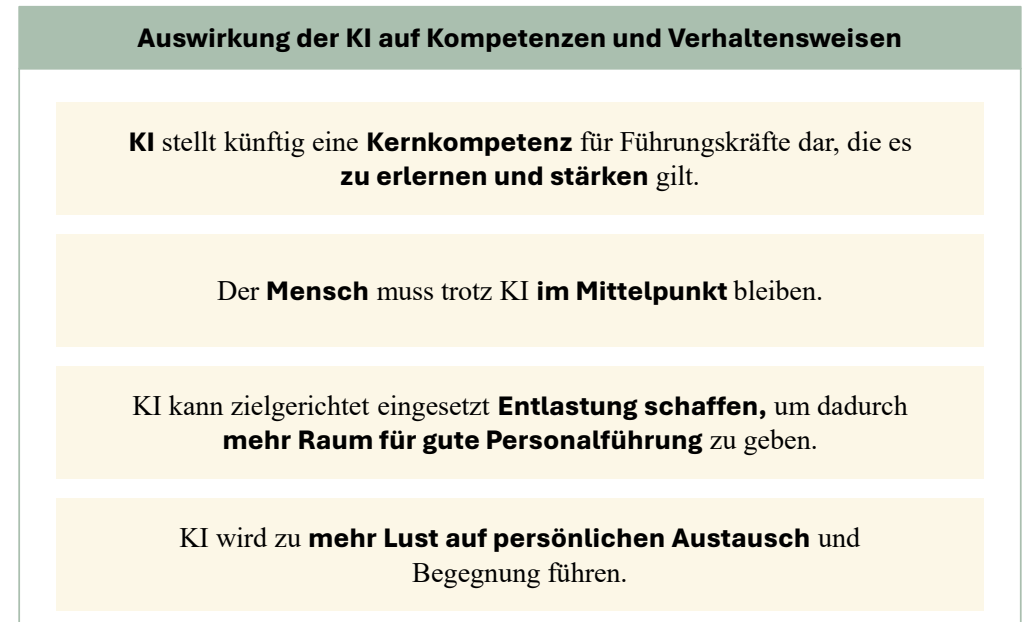 Auswirkung der KI auf Kompetenzen und Verhaltensweisen
KI stellt künftig eine Kernkompetenz für Führungskräfte dar, die es
zu erlernen und stärken gilt.
Der Mensch muss trotz KI im Mittelpunkt bleiben.
KI kann zielgerichtet eingesetzt Entlastung schaffen, um dadurch
mehr Raum für gute Personalführung zu geben.
KI wird zu mehr Lust auf persönlichen Austausch und
Begegnung führen.